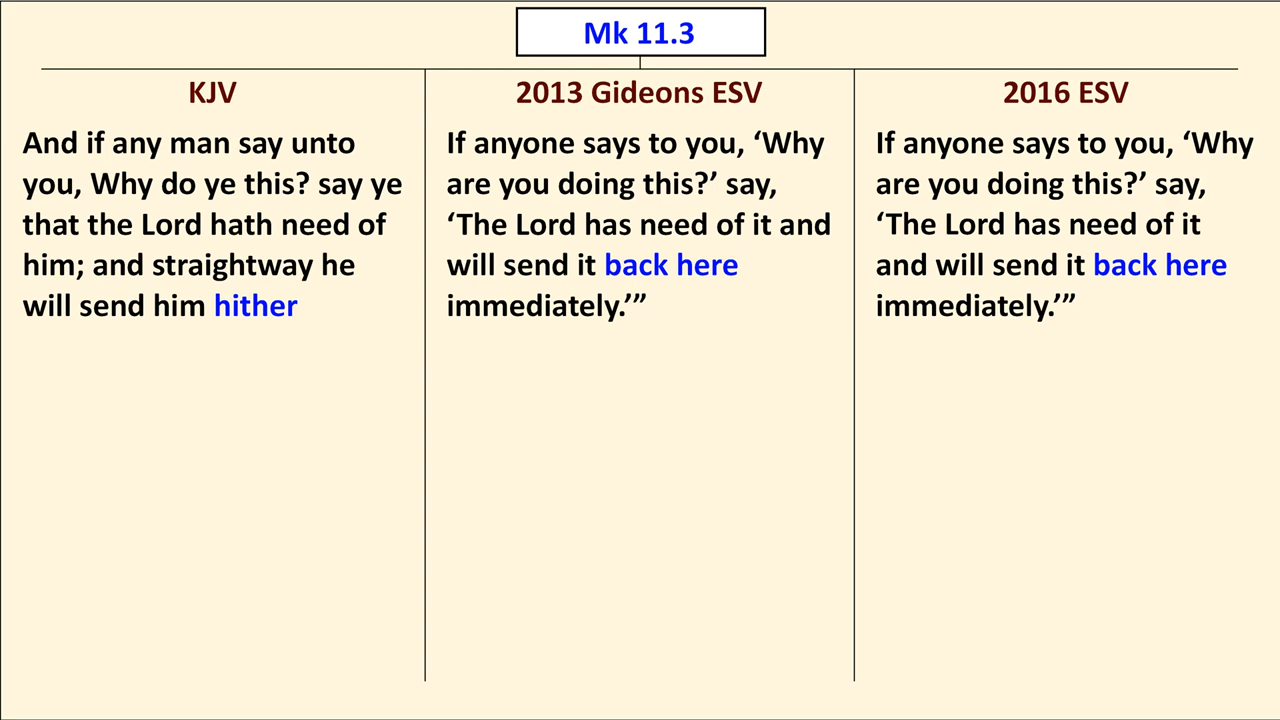 Mk 11.3
KJV
And if any man say unto
you, Why do ye this? say ye
that the Lord hath need of
him; and straightway he
will send him hither
2013 Gideons ESV
If anyone says to you, ‘Why
are you doing this?’ say,
‘The Lord has need of it and
will send it back here
immediately.’”
2016 ESV
If anyone says to you, ‘Why
are you doing this?’ say,
‘The Lord has need of it
and will send it back here
immediately.’”